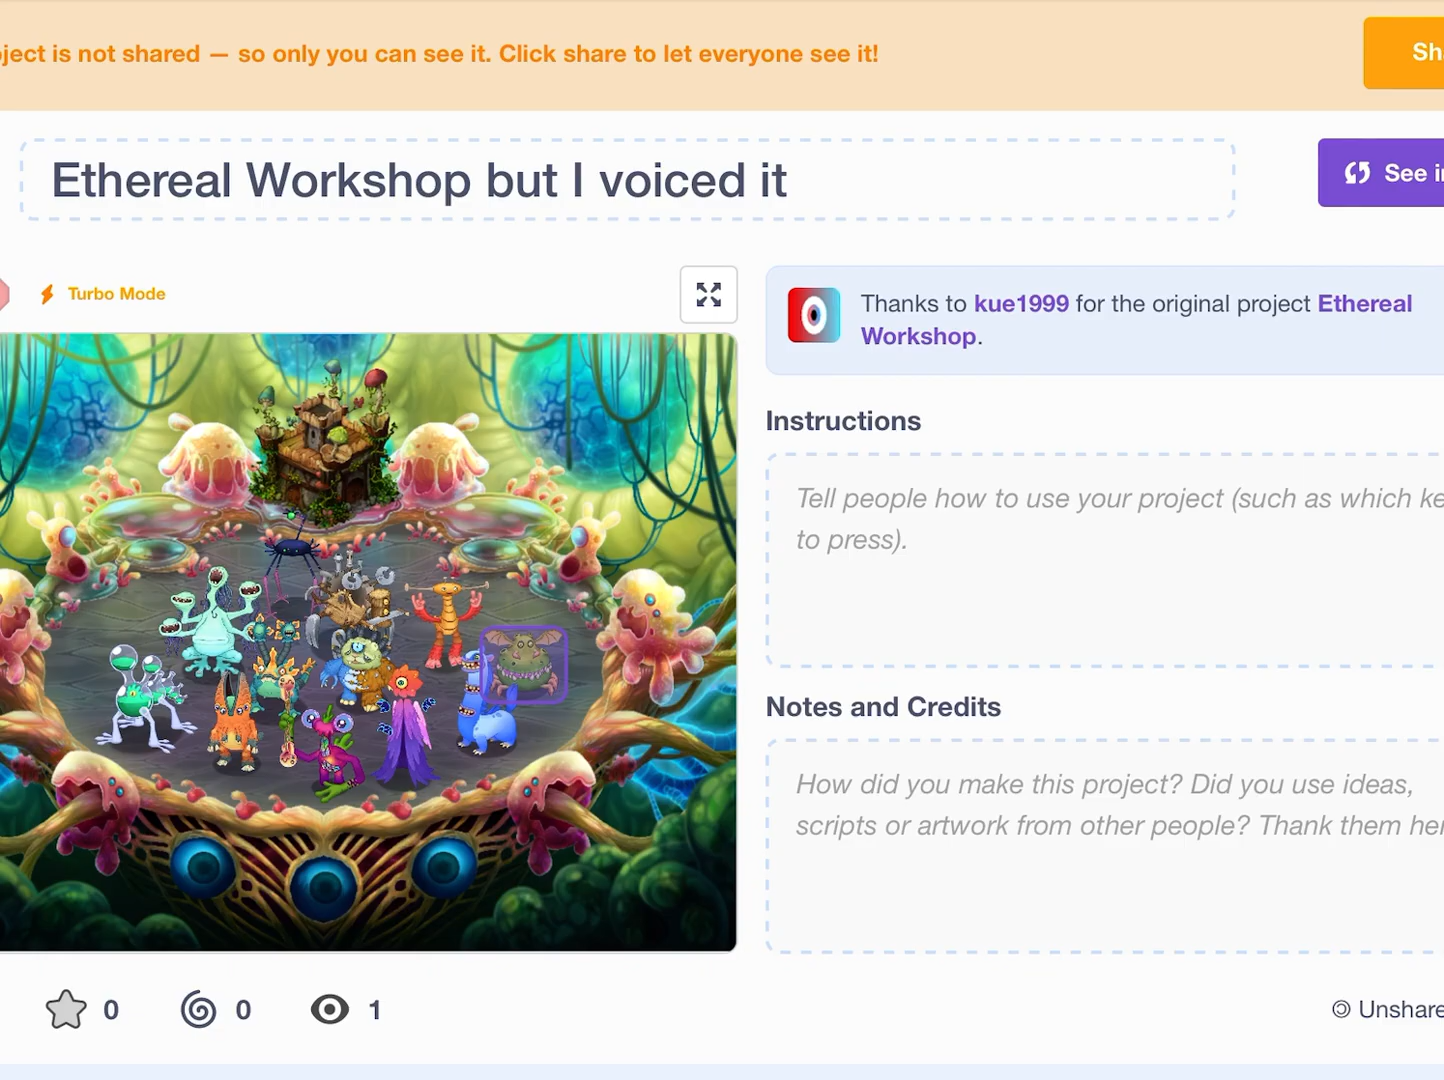 ject is not shared — so only you can see it. Click share to let everyone see it!
Ethereal Workshop but I voiced it
See
Turbo Mode
Thanks to kue1999 for the original project Ethereal
Workshop.
Instructions
Tell people how to use your project (such as which ke
to press).
Notes and Credits
How did you make this project? Did you use ideas,
scripts or artwork from other people? Thank them her
0
0
1
Unshare